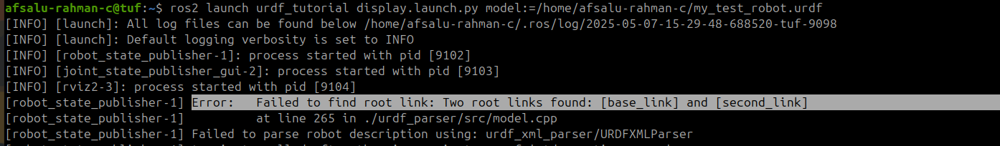 afsalu-rahman-c@tuf:~$ ros2 launch urdf_tutorial display.launch.py model:=/home/afsalu-rahman-c/my_test_robot.urdf
[INFO] [launch]: All log files can be found below /home/afsalu-rahman-c/.ros/log/2025-05-07-15-29-48-688520-tuf-9098
[INFO] [launch]: Default logging verbosity is set to INFO
[INFO] [robot_state_publisher-1]: process started with pid [9102]
[INFO] [joint_state_publisher_gui-2]: process started with pid [9103]
[INFO] [rviz2-3]: process started with pid [9104]
[robot_state_publisher-1] Error:   Failed to find root link: Two root links found: [base_link] and [second_link]
[robot_state_publisher-1]          at line 265 in ./urdf_parser/src/model.cpp
[robot_state_publisher-1] Failed to parse robot description using: urdf_xml_parser/URDFXMLParser